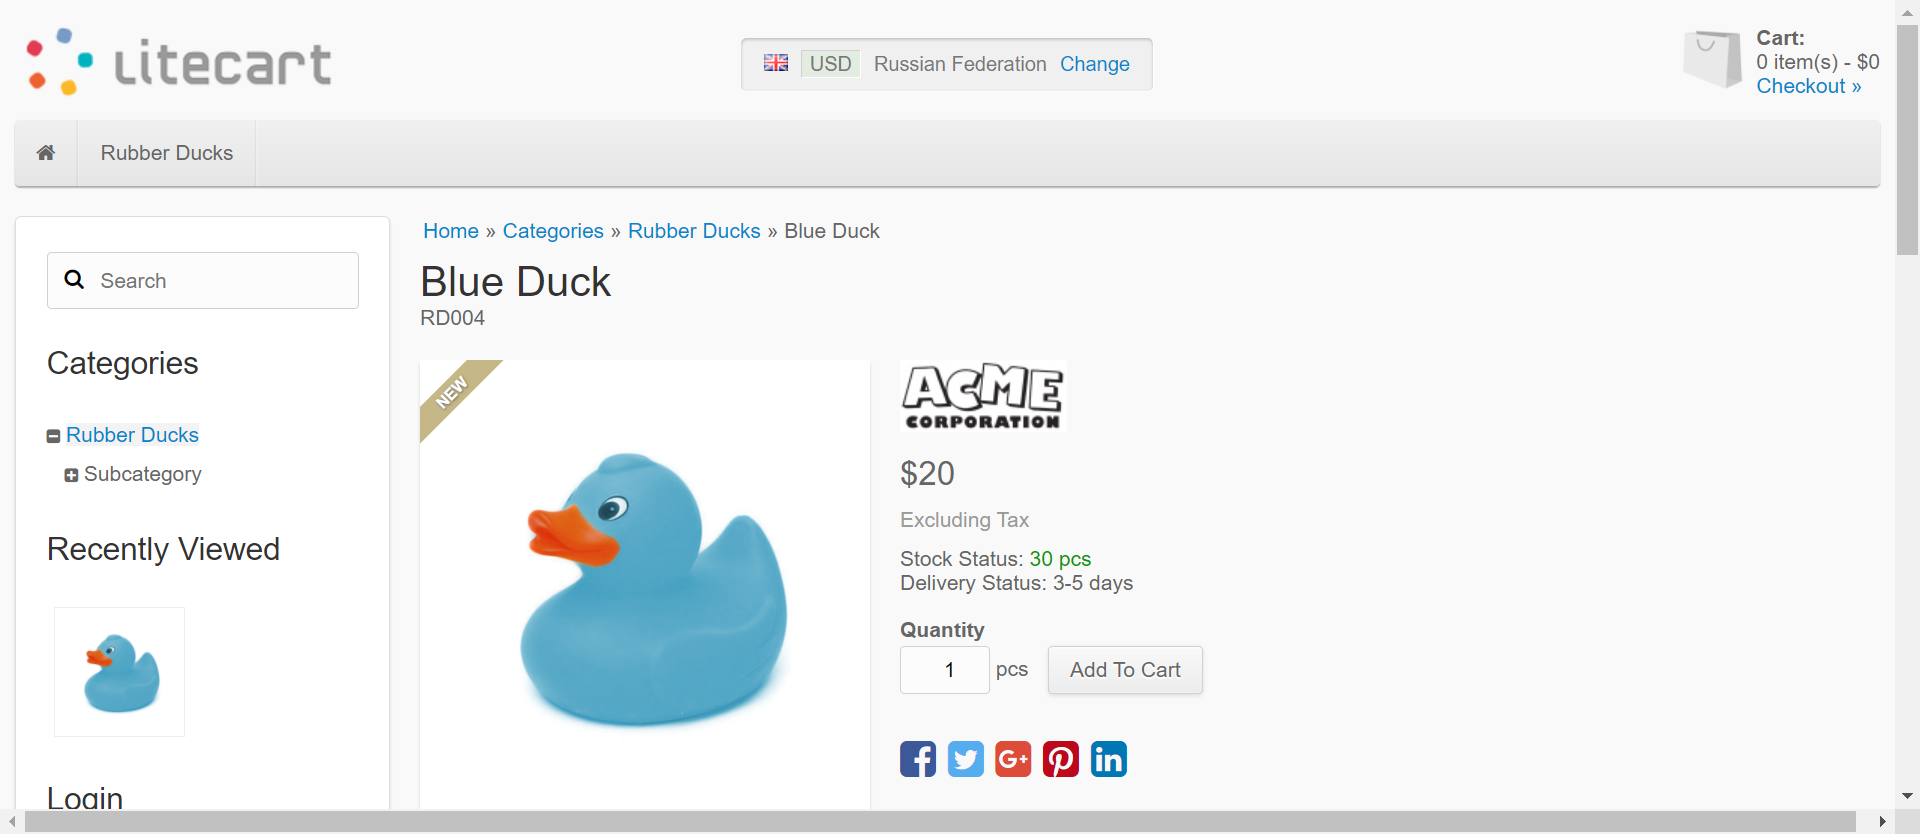 Litecart
USD Russian Federation Change
Cart:
0 item(s) - $0
Checkout »
Rubber Ducks
Search
Categories
Rubber Ducks
Subcategory
Recently Viewed
Login
Home » Categories » Rubber Ducks » Blue Duck
Blue Duck
RD004
NEW
ACME
CORPORATION
$20
Excluding Tax
Stock Status: 30 pcs
Delivery Status: 3-5 days
Quantity
1 pcs Add To Cart